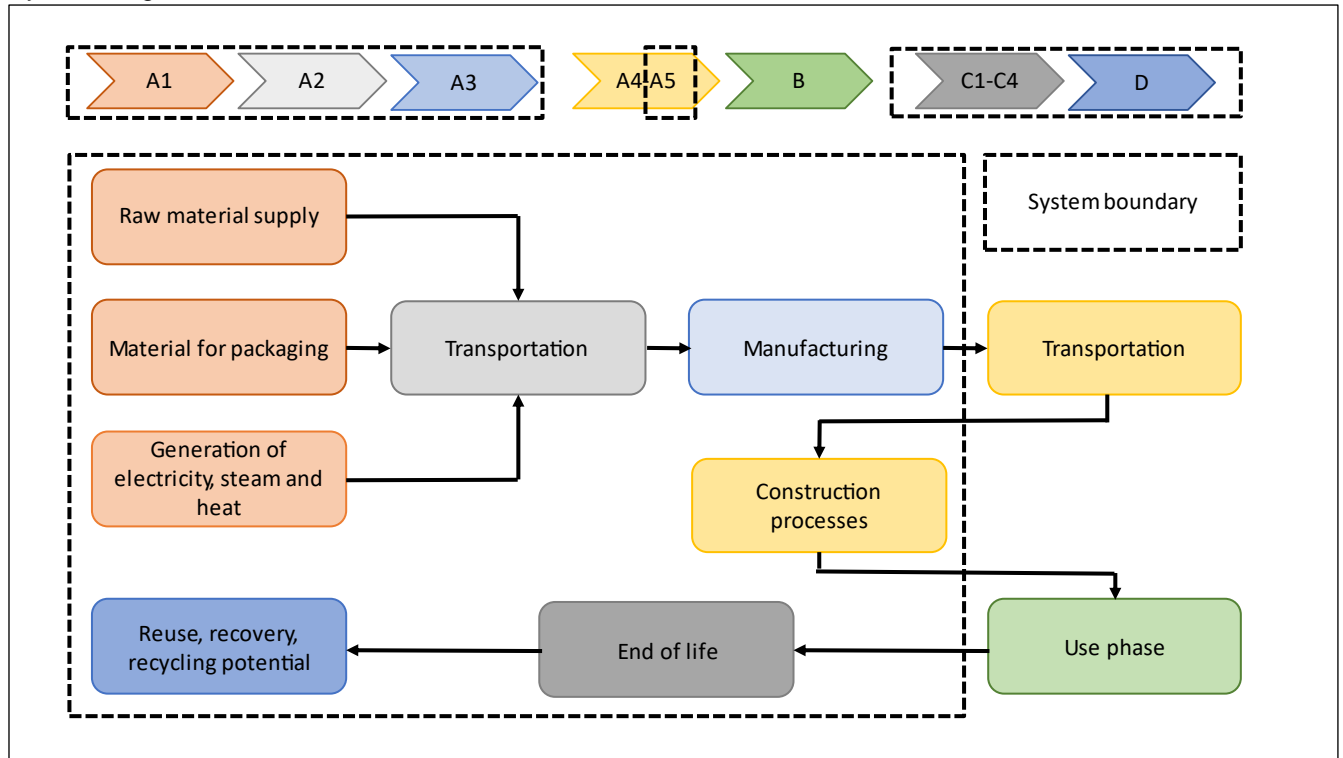 A1
A2
A3
A4-A5
B
C1-C4
D
Raw material supply
System boundary
Material for packaging
Transportation
Manufacturing
Transportation
Generation of
electricity, steam and
heat
Construction
processes
Reuse, recovery,
recycling potential
End of life
Use phase